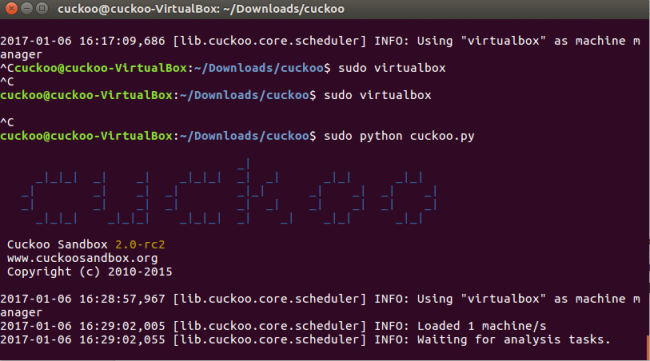 cuckoo@cuckoo-VirtualBox: ~/Downloads/cuckoo
2017-01-06 16:17:09,686 [lib.cuckoo.core.scheduler] INFO: Using "virtualbox" as machine m
anager
^Ccuckoo@cuckoo-VirtualBox:~/Downloads/cuckoo$ sudo virtualbox
^C
cuckoo@cuckoo-VirtualBox:~/Downloads/cuckoo$ sudo virtualbox
^C
cuckoo@cuckoo-VirtualBox:~/Downloads/cuckoo$ sudo python cuckoo.py
cuckoo
Cuckoo Sandbox 2.0-rc2
www.cuckoosandbox.org
Copyright (c) 2010-2015
2017-01-06 16:28:57,967 [lib.cuckoo.core.scheduler] INFO: Using "virtualbox" as machine m
anager
2017-01-06 16:29:02,005 [lib.cuckoo.core.scheduler] INFO: Loaded 1 machine/s
2017-01-06 16:29:02,055 [lib.cuckoo.core.scheduler] INFO: Waiting for analysis tasks.